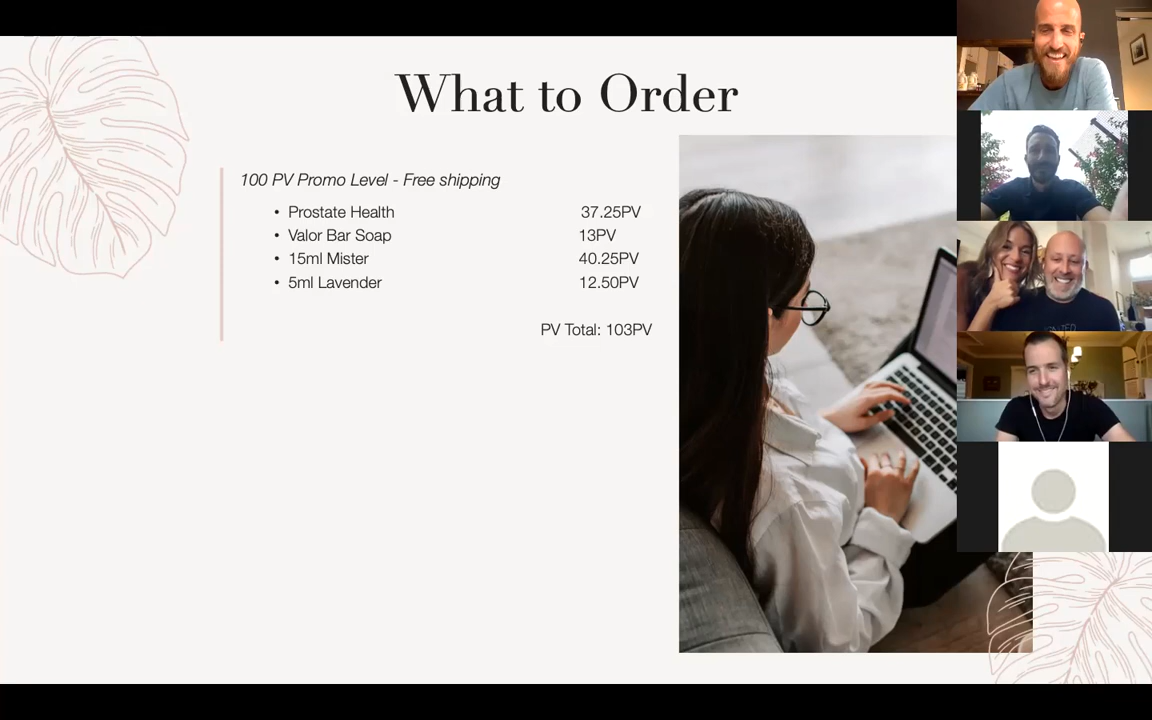 What to Order
100 PV Promo Level - Free shipping
• Prostate Health 37.25PV
• Valor Bar Soap 13PV
• 15ml Mister 40.25PV
• 5ml Lavender 12.50PV
PV Total: 103PV
IGNITED